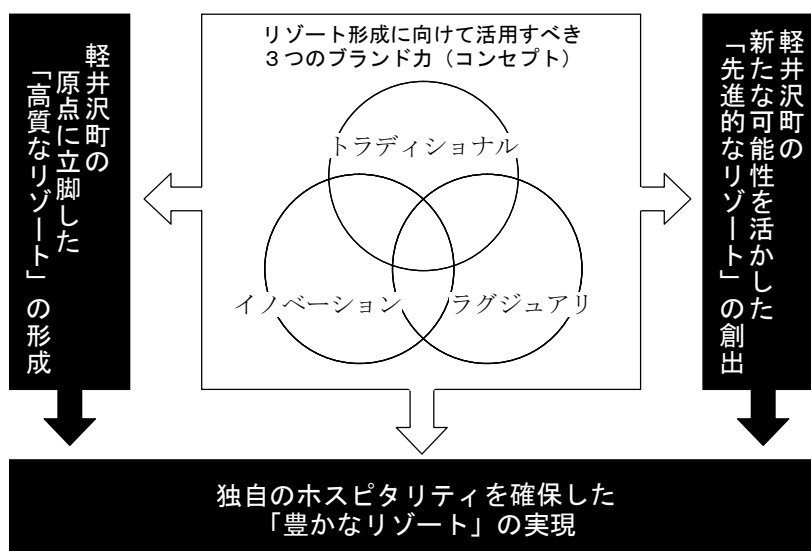 リゾート形成に向けて活用すべき
３つのブランド力（コンセプト）
トラディショナル
イノベーション
ラグジュアリ
軽井沢町の
原点に立脚した
「高質なリゾート」の形成
軽井沢町の
新たな可能性を活かした
「先進的なリゾート」の創出
独自のホスピタリティを確保した
「豊かなリゾート」の実現